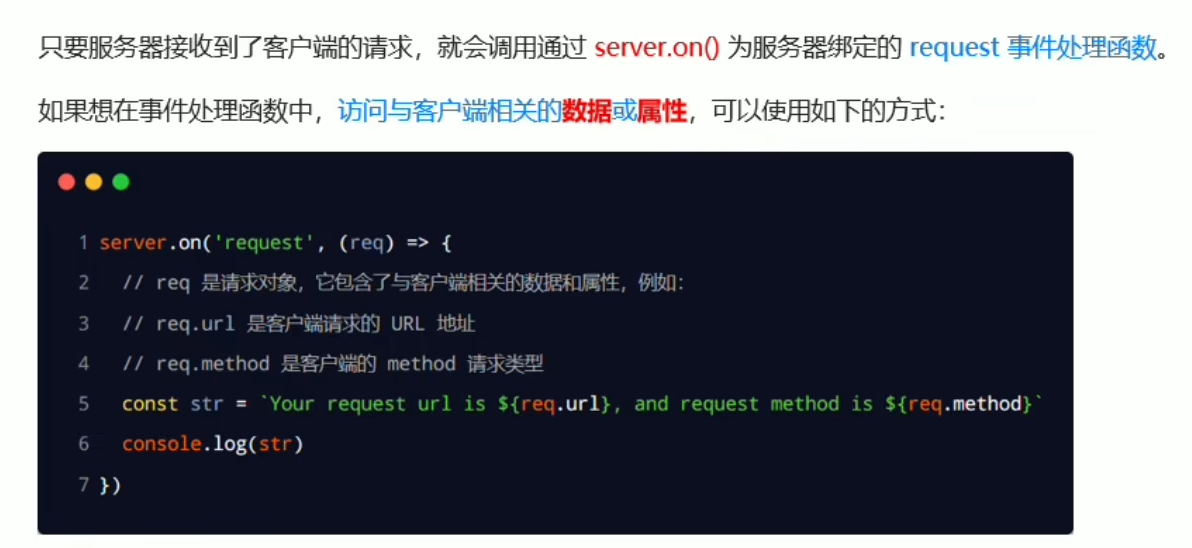 只要服务器接收到了客户端的请求，就会调用通过 server.on() 为服务器绑定的 request 事件处理函数。
如果想在事件处理函数中，访问与客户端相关的数据或属性，可以使用如下的方式：
1 server.on('request', (req) => {
2   // req 是请求对象，它包含了与客户端相关的数据和属性，例如：
3   // req.url 是客户端请求的 URL 地址
4   // req.method 是客户端的 method 请求类型
5   const str = `Your request url is ${req.url}, and request method is ${req.method}`
6   console.log(str)
7 })